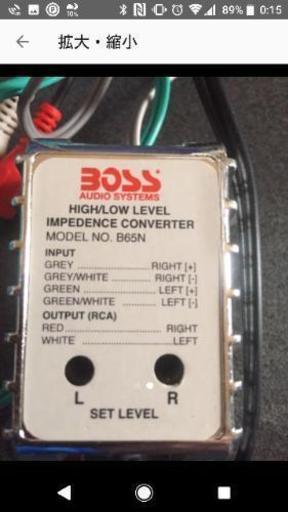 10%
89%
0:15
拡大・縮小
BOSS
AUDIO SYSTEMS
HIGH/LOW LEVEL
IMPEDENCE CONVERTER
MODEL NO. B65N
INPUT
GREY ........................ RIGHT [+]
GREY/WHITE ............... RIGHT [-]
GREEN ........................ LEFT [+]
GREEN/WHITE ............... LEFT [-]
OUTPUT (RCA)
RED ........................ RIGHT
WHITE ........................ LEFT
L R
SET LEVEL